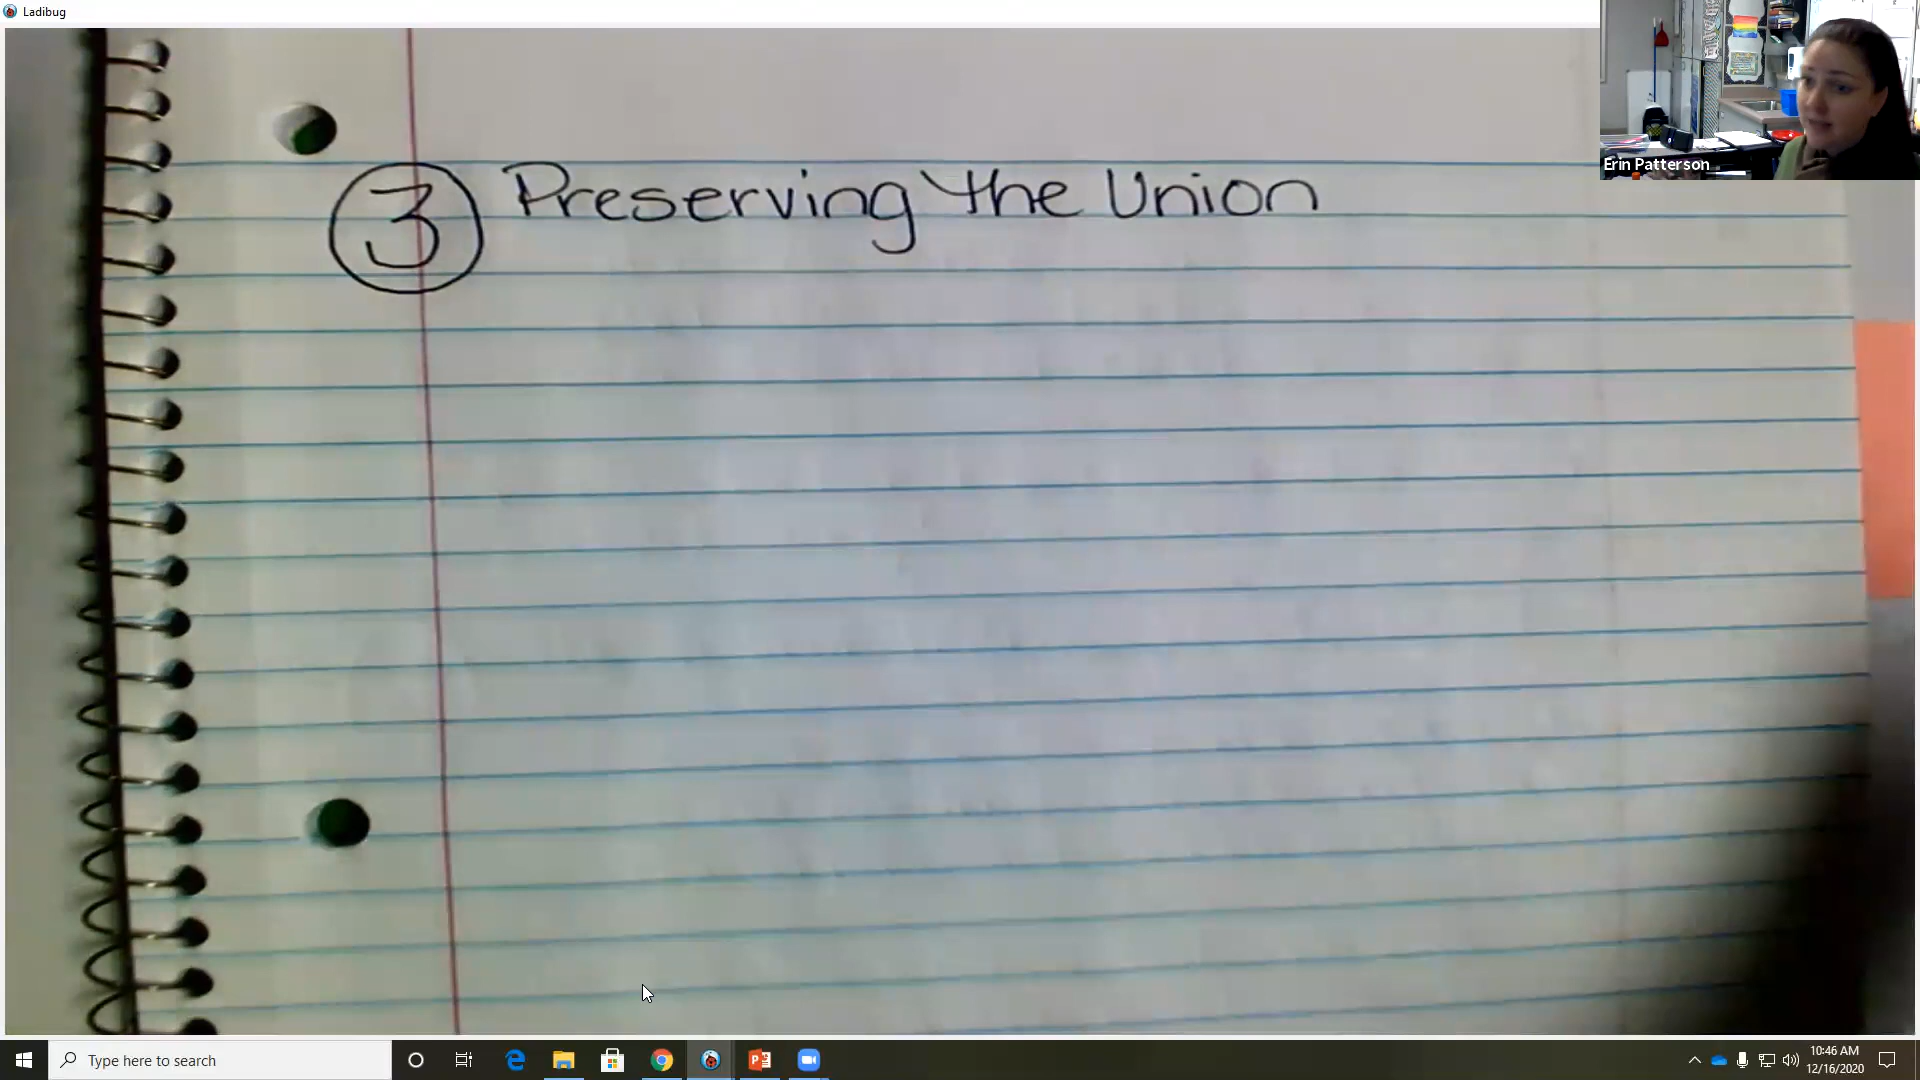 Ladibug
Erin Patterson
3 Preserving the Union
Type here to search
10:46 AM
12/16/2020